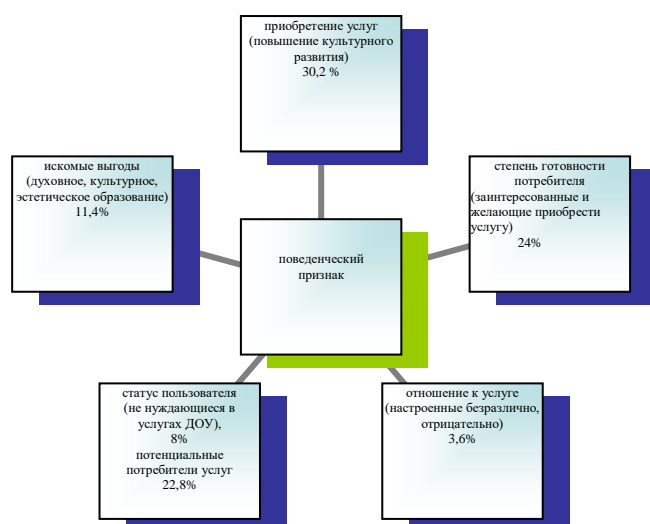 приобретение услуг
(повышение культурного
развития)
30,2 %
искомые выгоды
(духовное, культурное,
эстетическое образование)
11,4%
степень готовности
потребителя
(заинтересованные и
желающие приобрести
услугу)
24%
поведенческий
признак
статус пользователя
(не нуждающиеся в
услугах ДОУ),
8%
потенциальные
потребители услуг
22,8%
отношение к услуге
(настроенные безразлично,
отрицательно)
3,6%